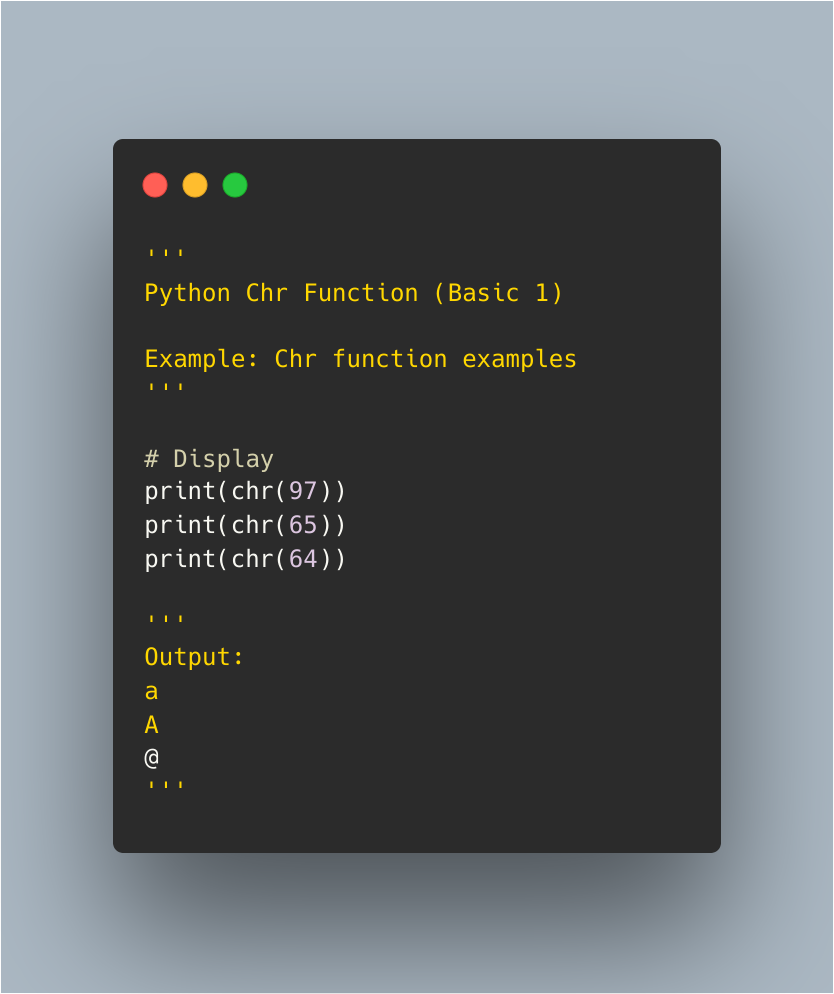 '''
Python Chr Function (Basic 1)
Example: Chr function examples
'''
# Display
print(chr(97))
print(chr(65))
print(chr(64))
'''
Output:
a
A
@
'''